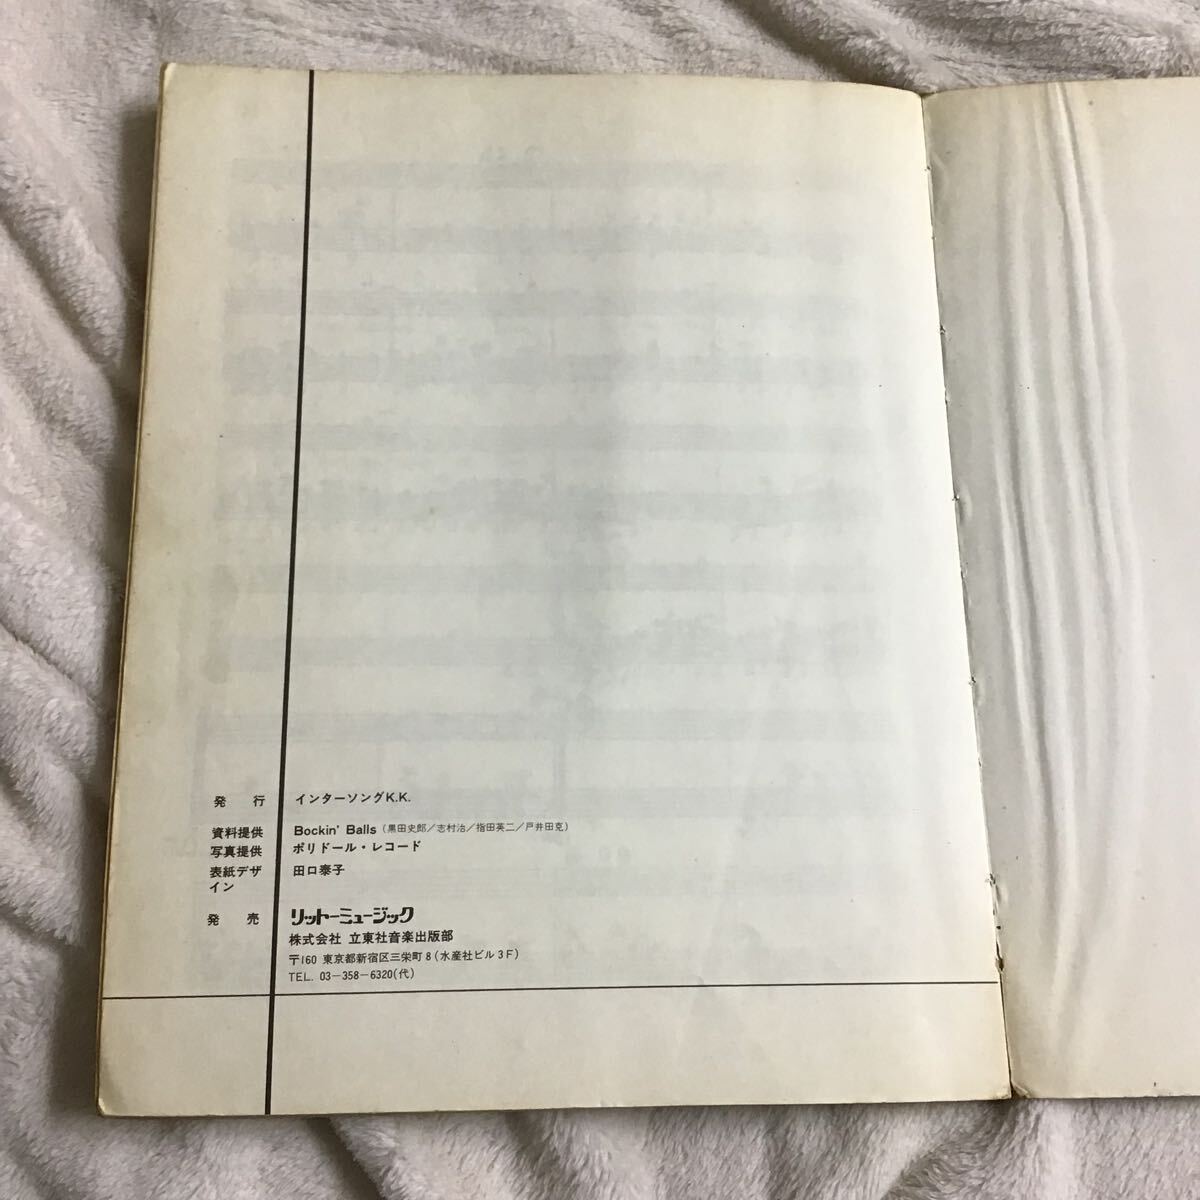 発 行 インターソングK.K.
資料提供 Bockin' Balls（黒田史郎／志村治／指田英二／戸井田克）
写真提供 ポリドール・レコード
表紙デザイン 田口泰子
発 売 リットーミュージック
株式会社 立東社音楽出版部
〒160 東京都新宿区三栄町8（水産社ビル3F）
TEL. 03-358-6320(代)